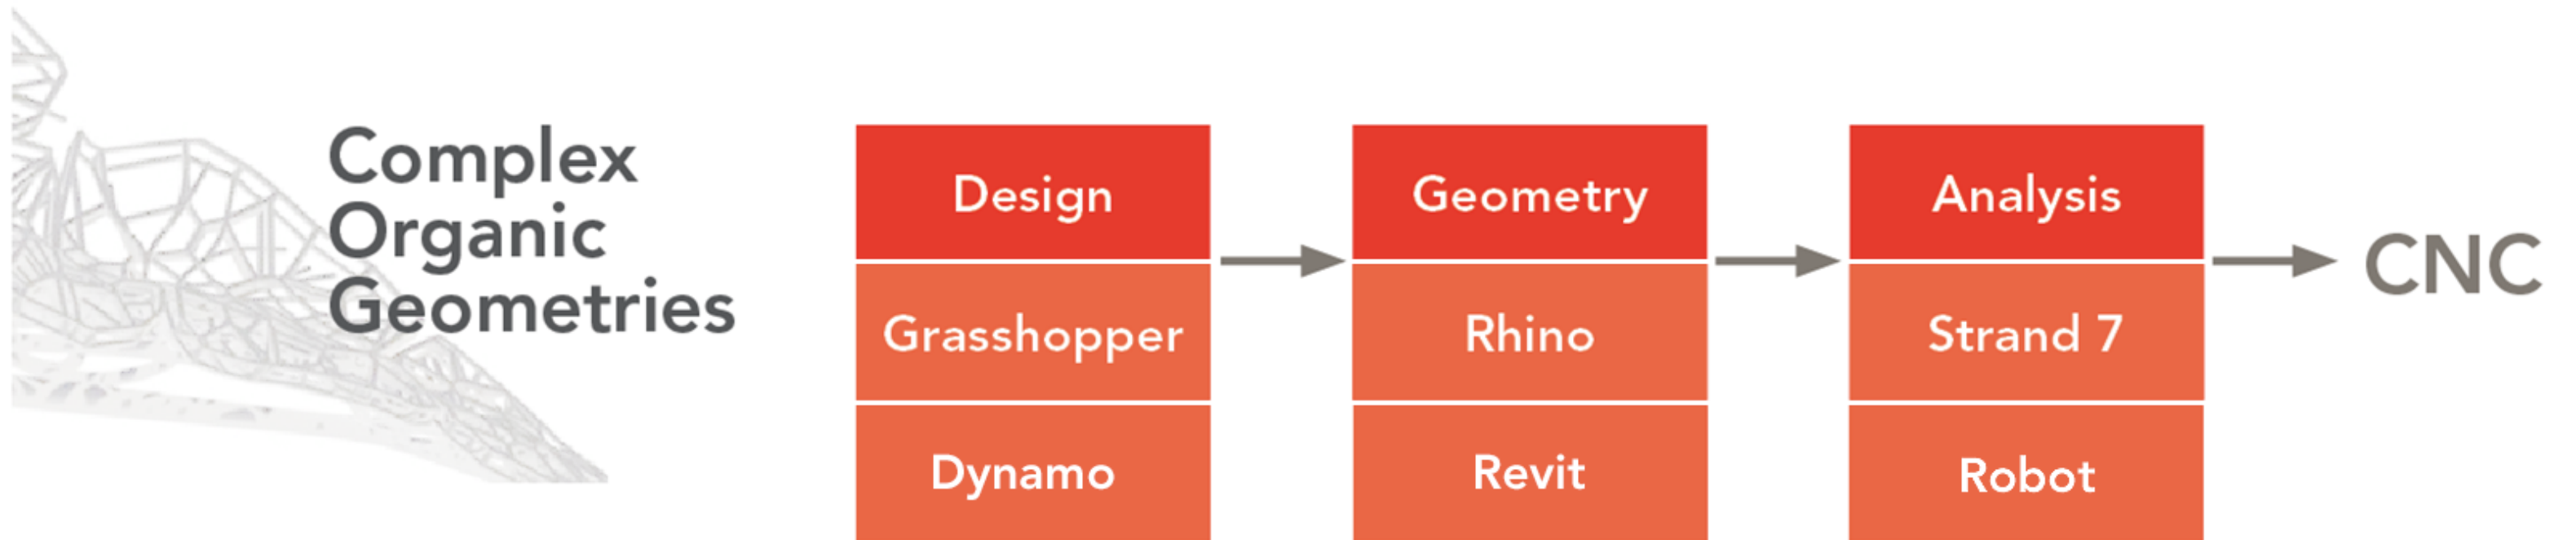 Complex
Organic
Geometries
Design
Grasshopper
Dynamo
Geometry
Rhino
Revit
Analysis
Strand 7
Robot
CNC